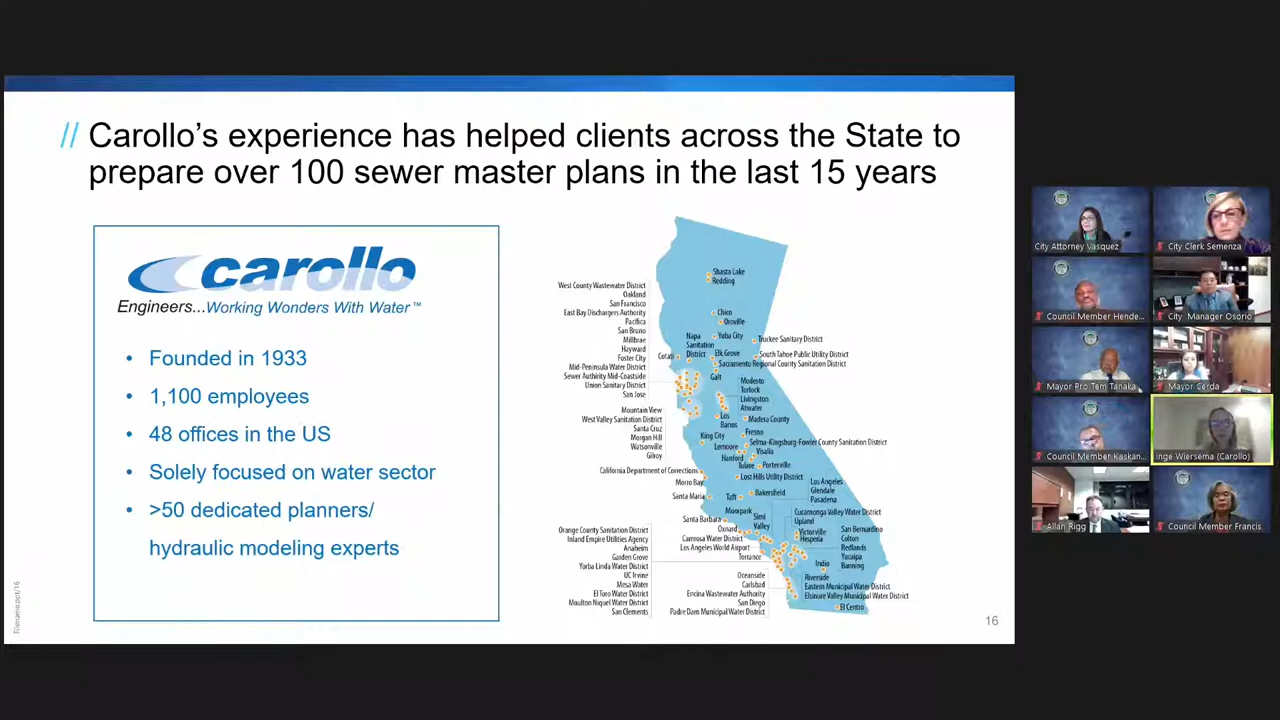 // Carollo's experience has helped clients across the State to
prepare over 100 sewer master plans in the last 15 years
carollo
Engineers...Working Wonders With Water™
• Founded in 1933
• 1,100 employees
• 48 offices in the US
• Solely focused on water sector
• >50 dedicated planners/
hydraulic modeling experts
Shasta Lake
Redding
West County Wastewater District
Oakland
San Francisco
East Bay Dischargers Authority
Pacifica
San Bruno
Millbrae
Hayward
Foster City
Mid-Peninsula Water District
Sewer Authirity Mid-Coastside
Union Sanitary District
San Jose
Chico
Oroville
Yuba City
Napa
Sanitation
District
Cotati
Truckee Sanitary District
Elk Grove
South Tahoe Public Utility District
Sacramento Regional County Sanitation District
Galt
Modesto
Turlock
Livingston
Atwater
Mountain View
West Valley Sanitation District
Santa Cruz
Morgan Hill
Watsonville
Gilroy
Los
Banos
Madera County
King City
Fresno
Selma-Kingsburg-Fowler County Sanitation District
Lemoore
Visalia
Hanford
Tulare
Porterville
California Department of Corrections
Lost Hills Utility District
Morro Bay
Santa Maria
Taft
Bakersfield
Los Angeles
Glendale
Pasadena
Moorpark
Simi
Valley
Cucamonga Valley Water District
Upland
Santa Barbara
Oxnard
Camrosa Water District
Los Angeles World Airport
Torrance
Victorville
Hesperia
San Bernardino
Colton
Redlands
Yucaipa
Banning
Orange County Sanitation District
Inland Empire Utilities Agency
Anaheim
Garden Grove
Yorba Linda Water District
UC Irvine
Mesa Water
El Toro Water District
Moulton Niquel Water District
San Clements
Indio
Oceanside
Carlsbad
Encina Wastewater Authority
San Diego
Padre Dam Municipal Water District
Riverside
Eastern Municipal Water District
Elsinore Valley Municipal Water District
El Centro
Filename.ppt/16
16
City Attorney Vasquez
City Clerk Semenza
Council Member Hende...
City Manager Osorio
Mayor Pro Tem Tanaka
Mayor Cerda
Council Member Kaskan...
Inge Wiersema (Carollo)
Allan Rigg
Council Member Francis